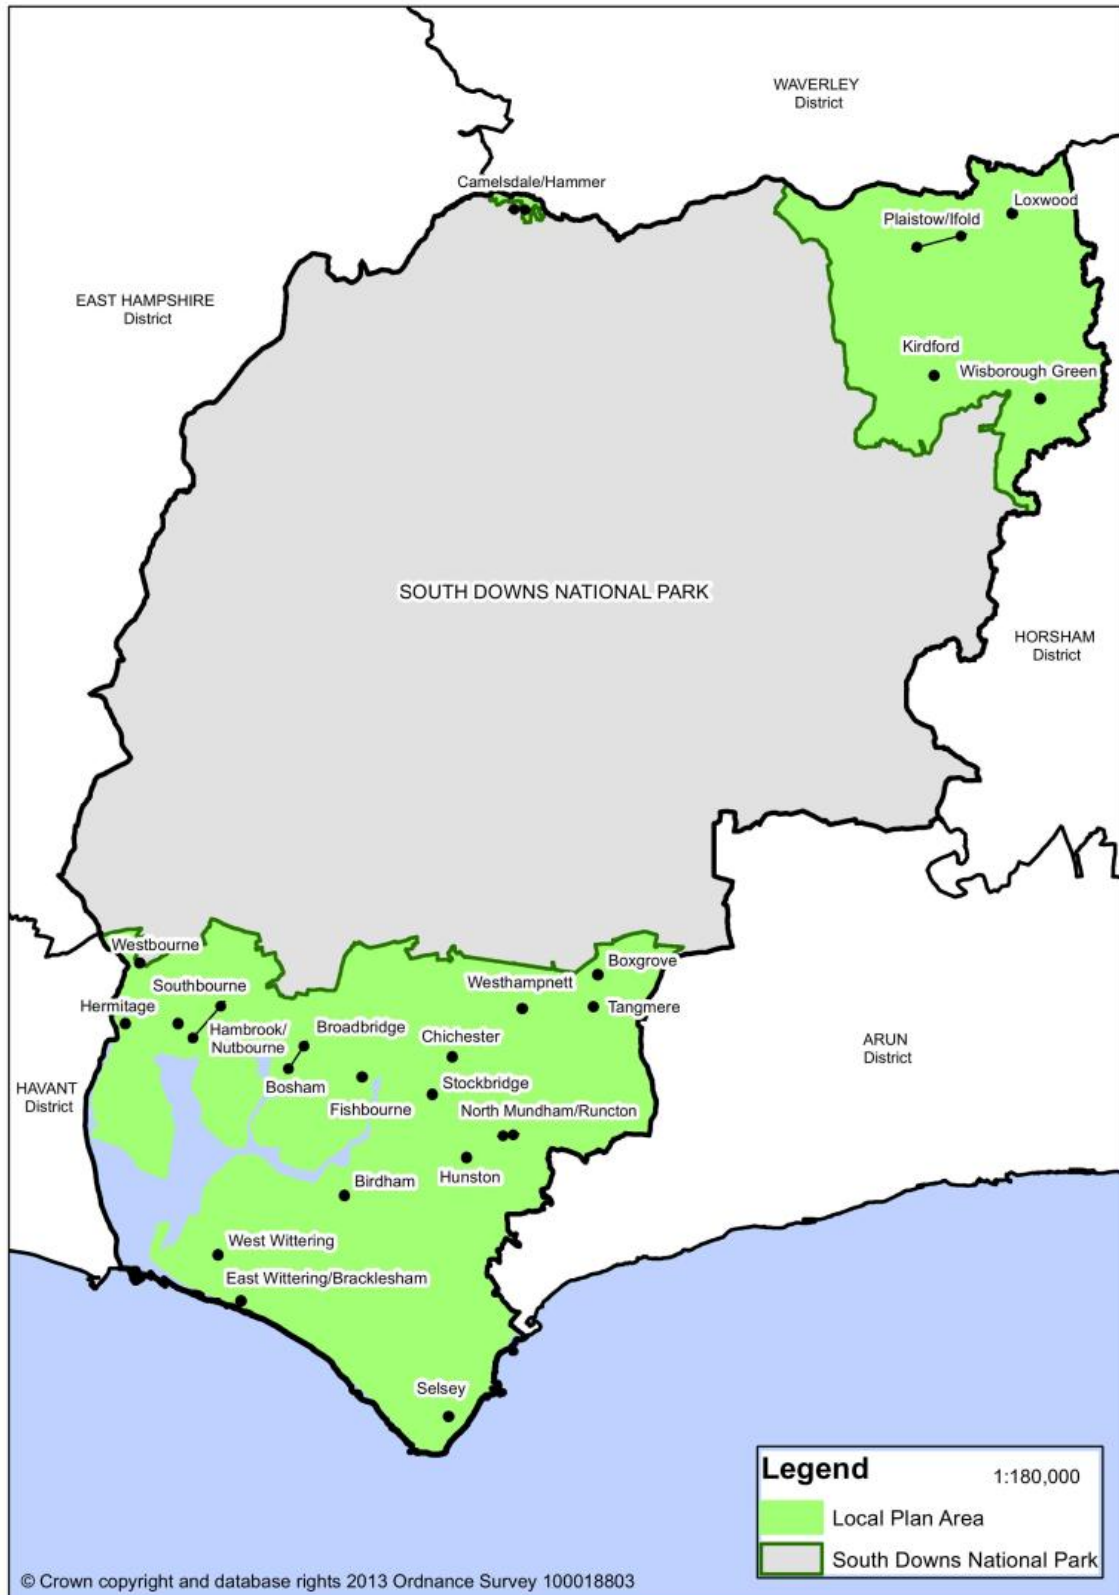 WAVERLEY
District
Camelsdale/Hammer
Loxwood
Plaistow/Ifold
EAST HAMPSHIRE
District
Kirdford
Wisborough Green
SOUTH DOWNS NATIONAL PARK
HORSHAM
District
Westbourne
Boxgrove
Southbourne
Westhampnett
Hermitage
Tangmere
Hambrook/
Nutbourne
Broadbridge
Chichester
ARUN
District
HAVANT
District
Bosham
Stockbridge
Fishbourne
North Mundham/Runcton
Hunston
Birdham
West Wittering
East Wittering/Bracklesham
Selsey
Legend
1:180,000
Local Plan Area
South Downs National Park
© Crown copyright and database rights 2013 Ordnance Survey 100018803